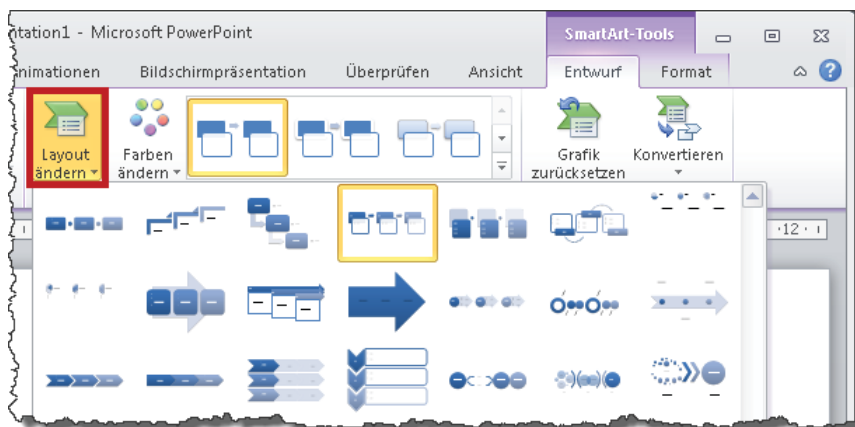 ntation1 - Microsoft PowerPoint
SmartArt-Tools
nimationen Bildschirmpräsentation Überprüfen Ansicht Entwurf Format
Layout
ändern
Farben
ändern
Grafik
zurücksetzen
Konvertieren
12